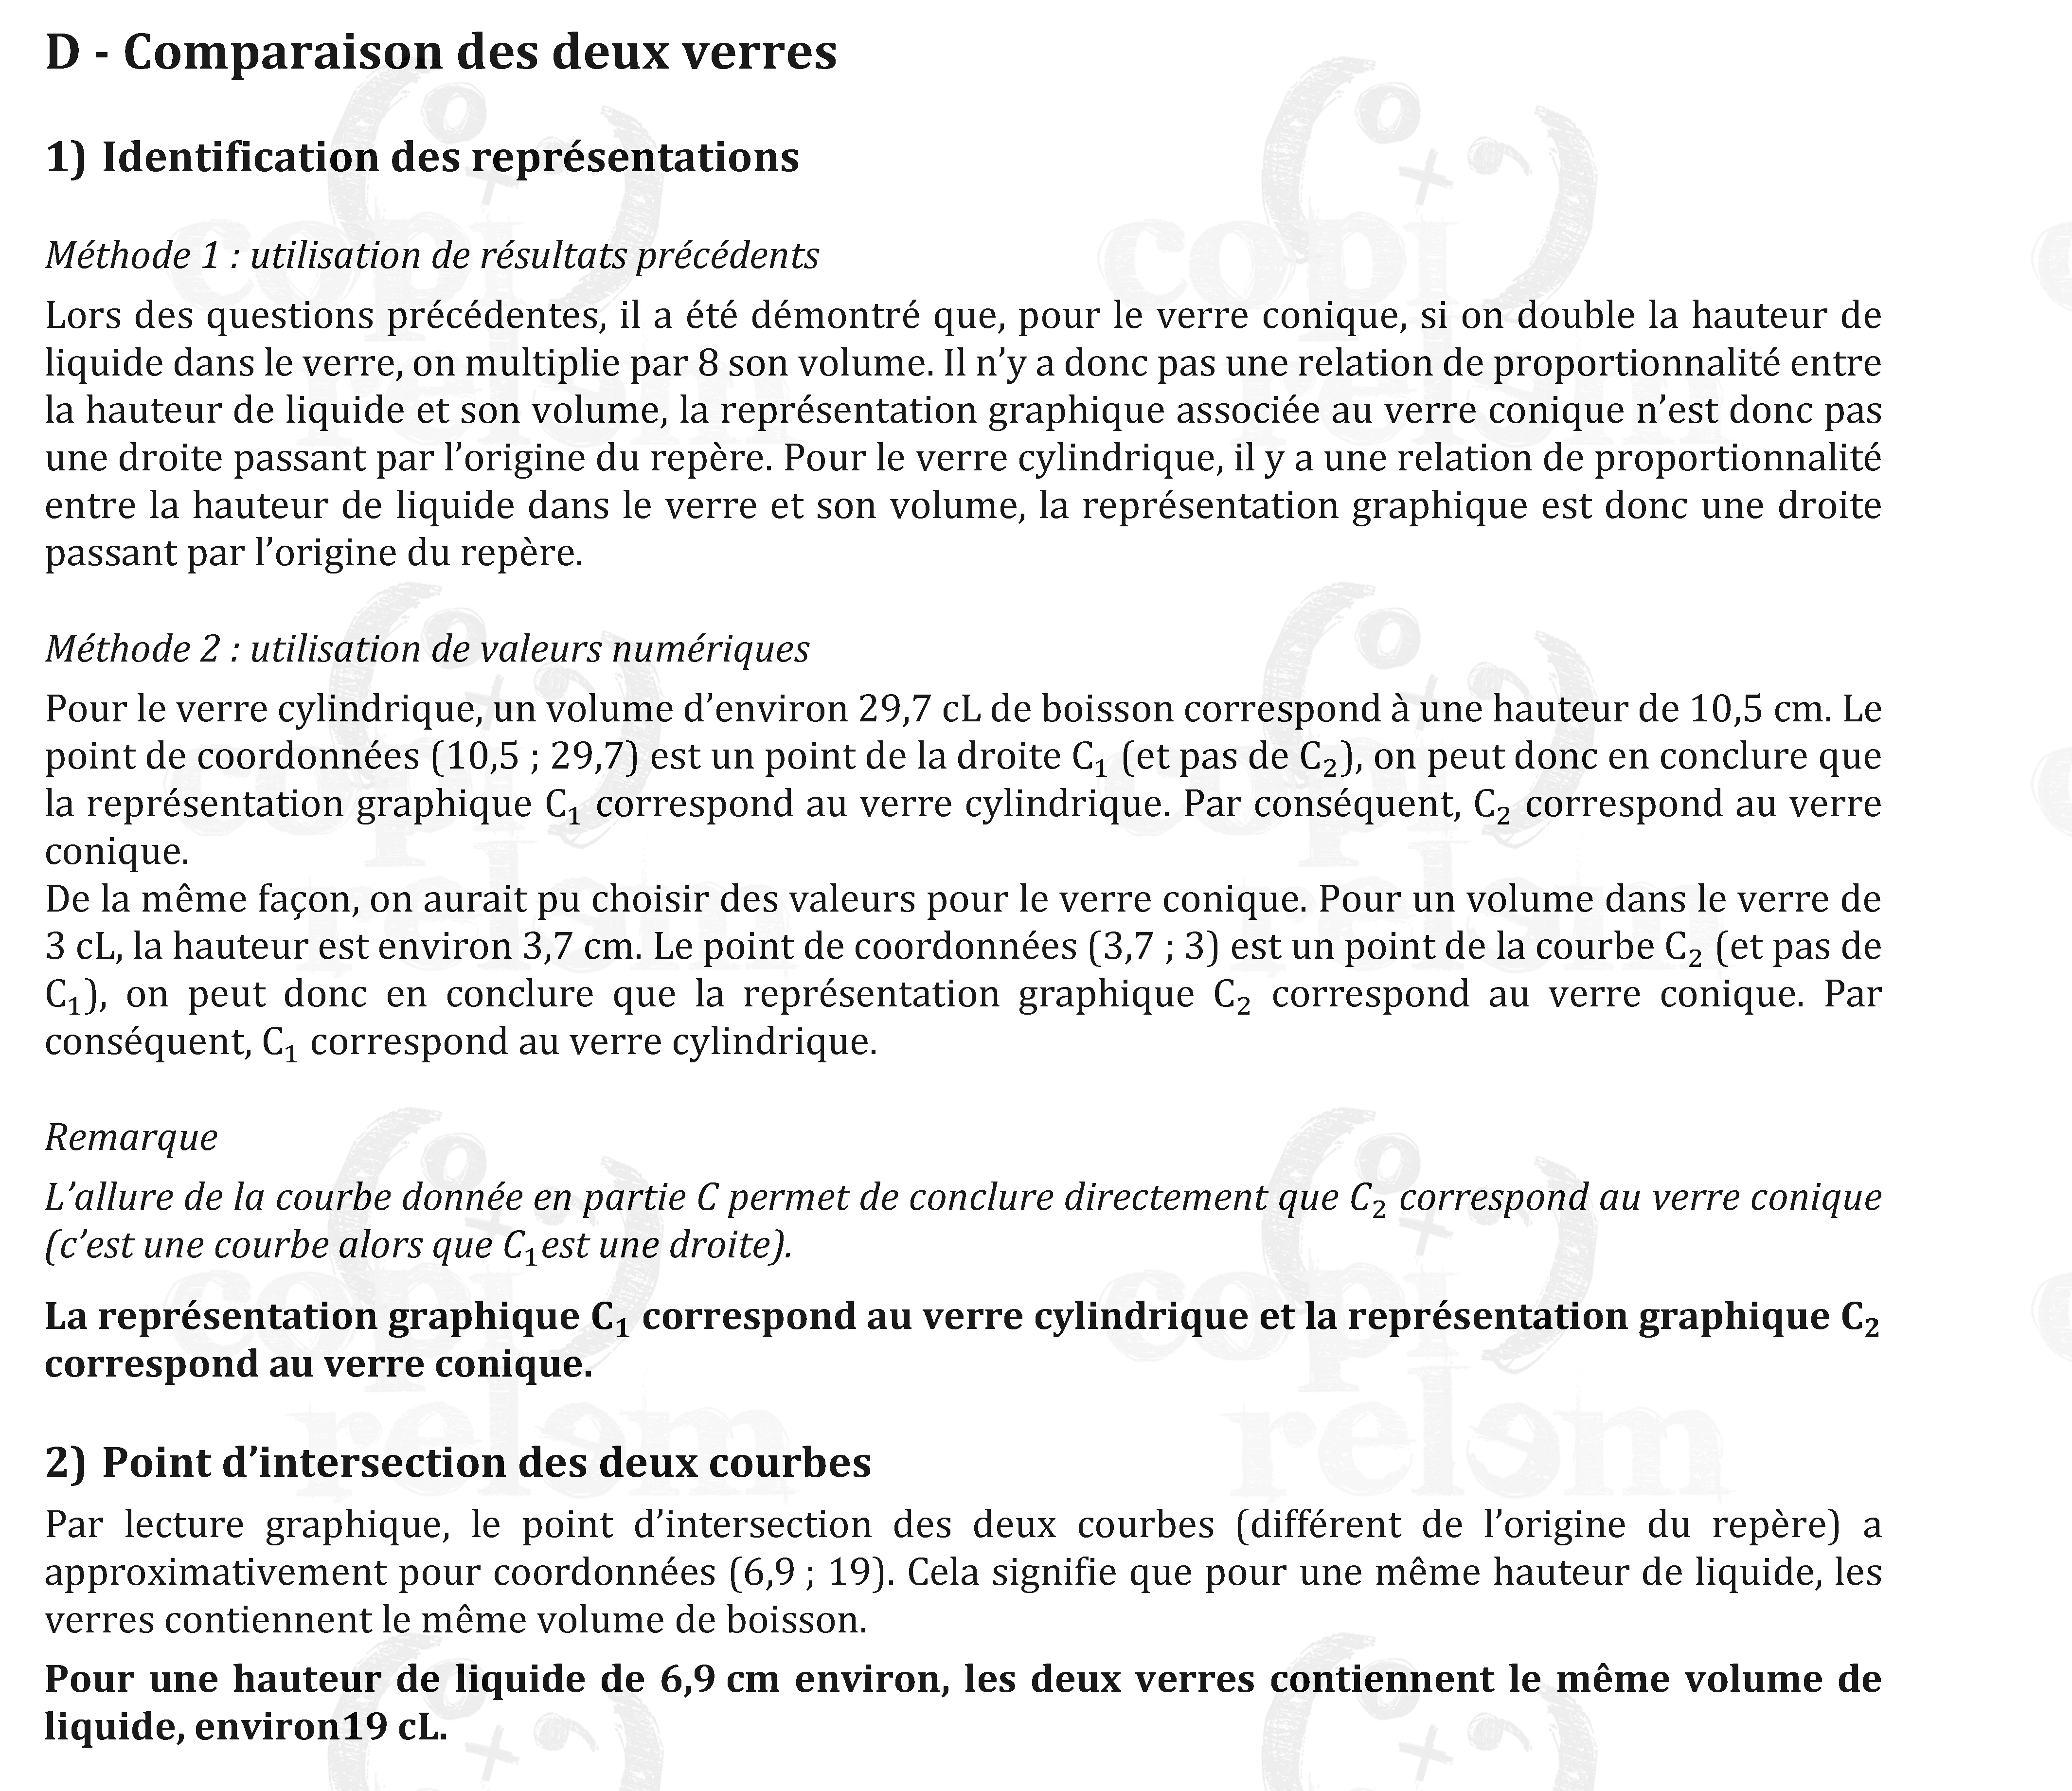 D - Comparaison des deux verres
1) Identification des représentations
Méthode 1 : utilisation de résultats précédents
Lors des questions précédentes, il a été démontré que, pour le verre conique, si on double la hauteur de
liquide dans le verre, on multiplie par 8 son volume. Il n’y a donc pas une relation de proportionnalité entre
la hauteur de liquide et son volume, la représentation graphique associée au verre conique n’est donc pas
une droite passant par l’origine du repère. Pour le verre cylindrique, il y a une relation de proportionnalité
entre la hauteur de liquide dans le verre et son volume, la représentation graphique est donc une droite
passant par l’origine du repère.
Méthode 2 : utilisation de valeurs numériques
Pour le verre cylindrique, un volume d’environ 29,7 cL de boisson correspond à une hauteur de 10,5 cm. Le
point de coordonnées (10,5 ; 29,7) est un point de la droite C₁ (et pas de C₂), on peut donc en conclure que
la représentation graphique C₁ correspond au verre cylindrique. Par conséquent, C₂ correspond au verre
conique.
De la même façon, on aurait pu choisir des valeurs pour le verre conique. Pour un volume dans le verre de
3 cL, la hauteur est environ 3,7 cm. Le point de coordonnées (3,7 ; 3) est un point de la courbe C₂ (et pas de
C₁), on peut donc en conclure que la représentation graphique C₂ correspond au verre conique. Par
conséquent, C₁ correspond au verre cylindrique.
Remarque
L’allure de la courbe donnée en partie C permet de conclure directement que C₂ correspond au verre conique
(c’est une courbe alors que C₁est une droite).
La représentation graphique C₁ correspond au verre cylindrique et la représentation graphique C₂
correspond au verre conique.
2) Point d’intersection des deux courbes
Par lecture graphique, le point d’intersection des deux courbes (différent de l’origine du repère) a
approximativement pour coordonnées (6,9 ; 19). Cela signifie que pour une même hauteur de liquide, les
verres contiennent le même volume de boisson.
Pour une hauteur de liquide de 6,9 cm environ, les deux verres contiennent le même volume de
liquide, environ19 cL.
copi
relem